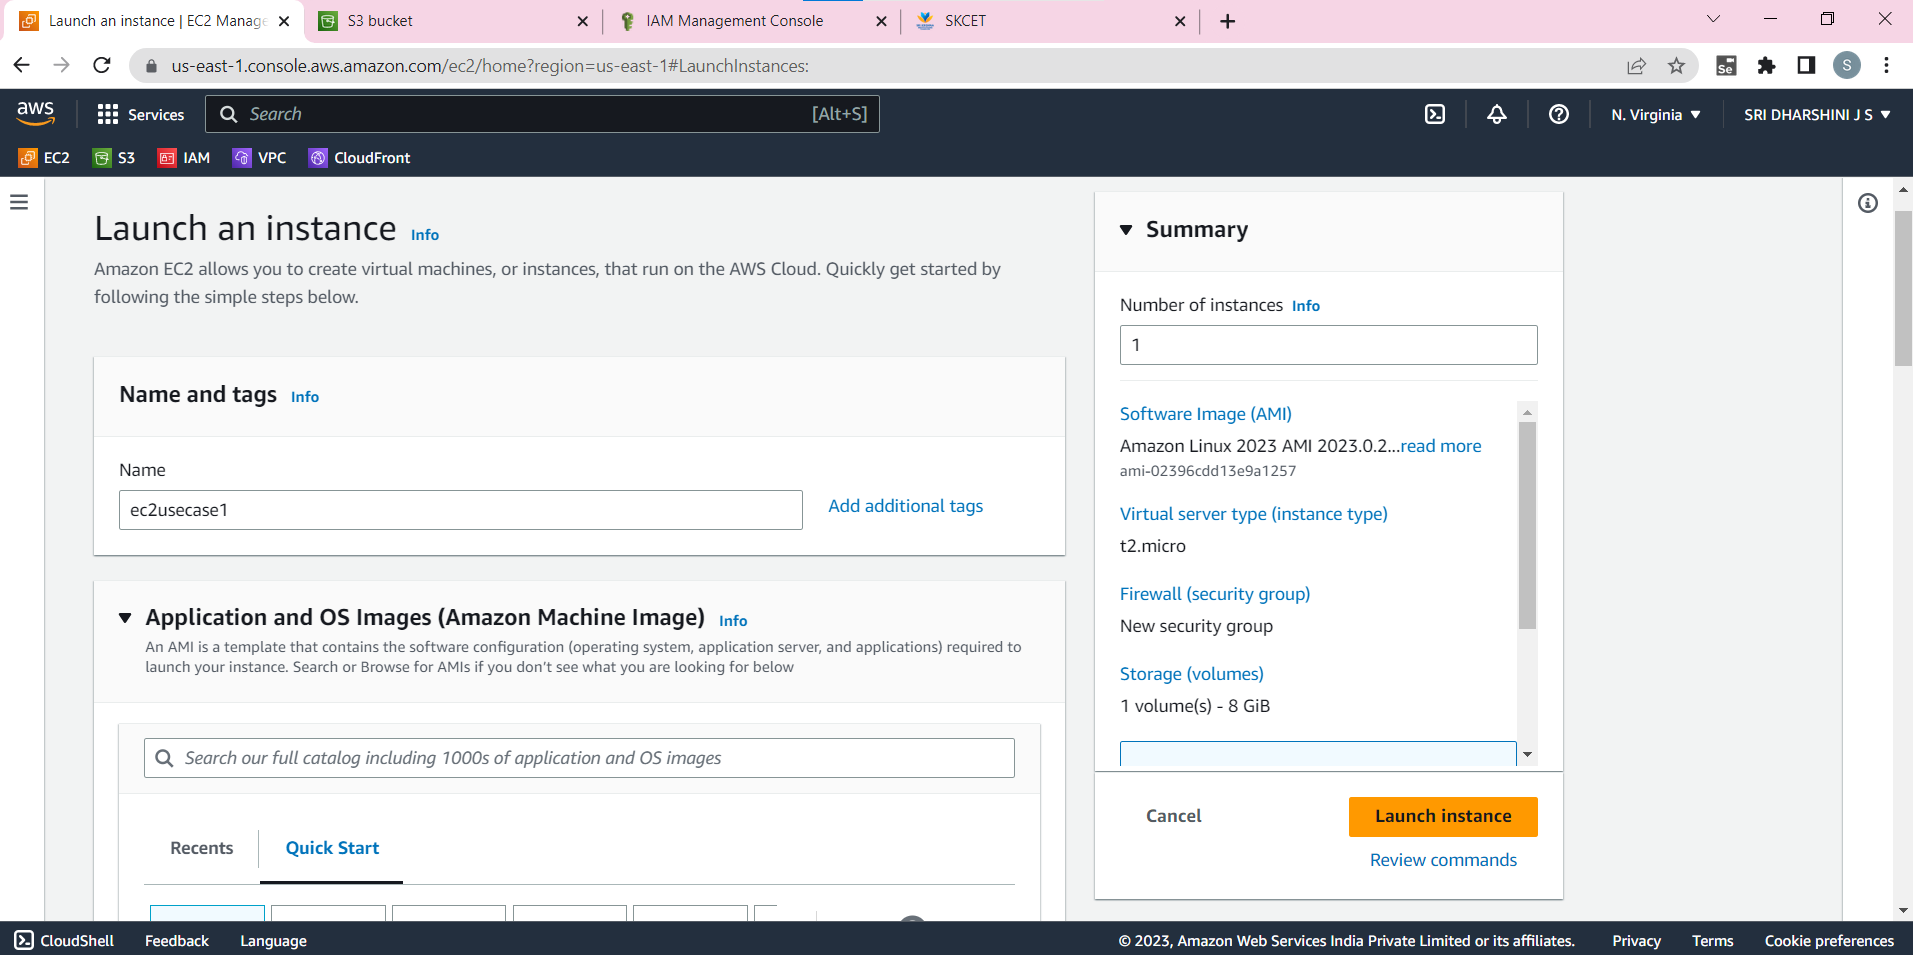 Launch an instance | EC2 Manage
S3 bucket
IAM Management Console
SKCET
us-east-1.console.aws.amazon.com/ec2/home?region=us-east-1#LaunchInstances:
Se
S
aws
Services
Search
[Alt+S]
N. Virginia
SRI DHARSHINI J S
EC2
S3
IAM
VPC
CloudFront
Launch an instance Info
Amazon EC2 allows you to create virtual machines, or instances, that run on the AWS Cloud. Quickly get started by
following the simple steps below.
Name and tags Info
Name
ec2usecase1
Add additional tags
Application and OS Images (Amazon Machine Image) Info
An AMI is a template that contains the software configuration (operating system, application server, and applications) required to
launch your instance. Search or Browse for AMIs if you don't see what you are looking for below
Search our full catalog including 1000s of application and OS images
Recents
Quick Start
Summary
Number of instances Info
1
Software Image (AMI)
Amazon Linux 2023 AMI 2023.0.2...read more
ami-02396cdd13e9a1257
Virtual server type (instance type)
t2.micro
Firewall (security group)
New security group
Storage (volumes)
1 volume(s) - 8 GiB
Cancel
Launch instance
Review commands
CloudShell
Feedback
Language
© 2023, Amazon Web Services India Private Limited or its affiliates.
Privacy
Terms
Cookie preferences